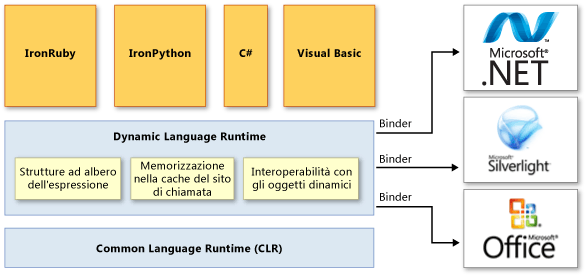 IronRuby
IronPython
C#
Visual Basic
Microsoft®
.NET
Binder
Dynamic Language Runtime
Strutture ad albero
dell'espressione
Memorizzazione
nella cache del sito
di chiamata
Interoperabilità con
gli oggetti dinamici
Binder
Microsoft®
Silverlight™
Binder
Microsoft®
Office
Common Language Runtime (CLR)